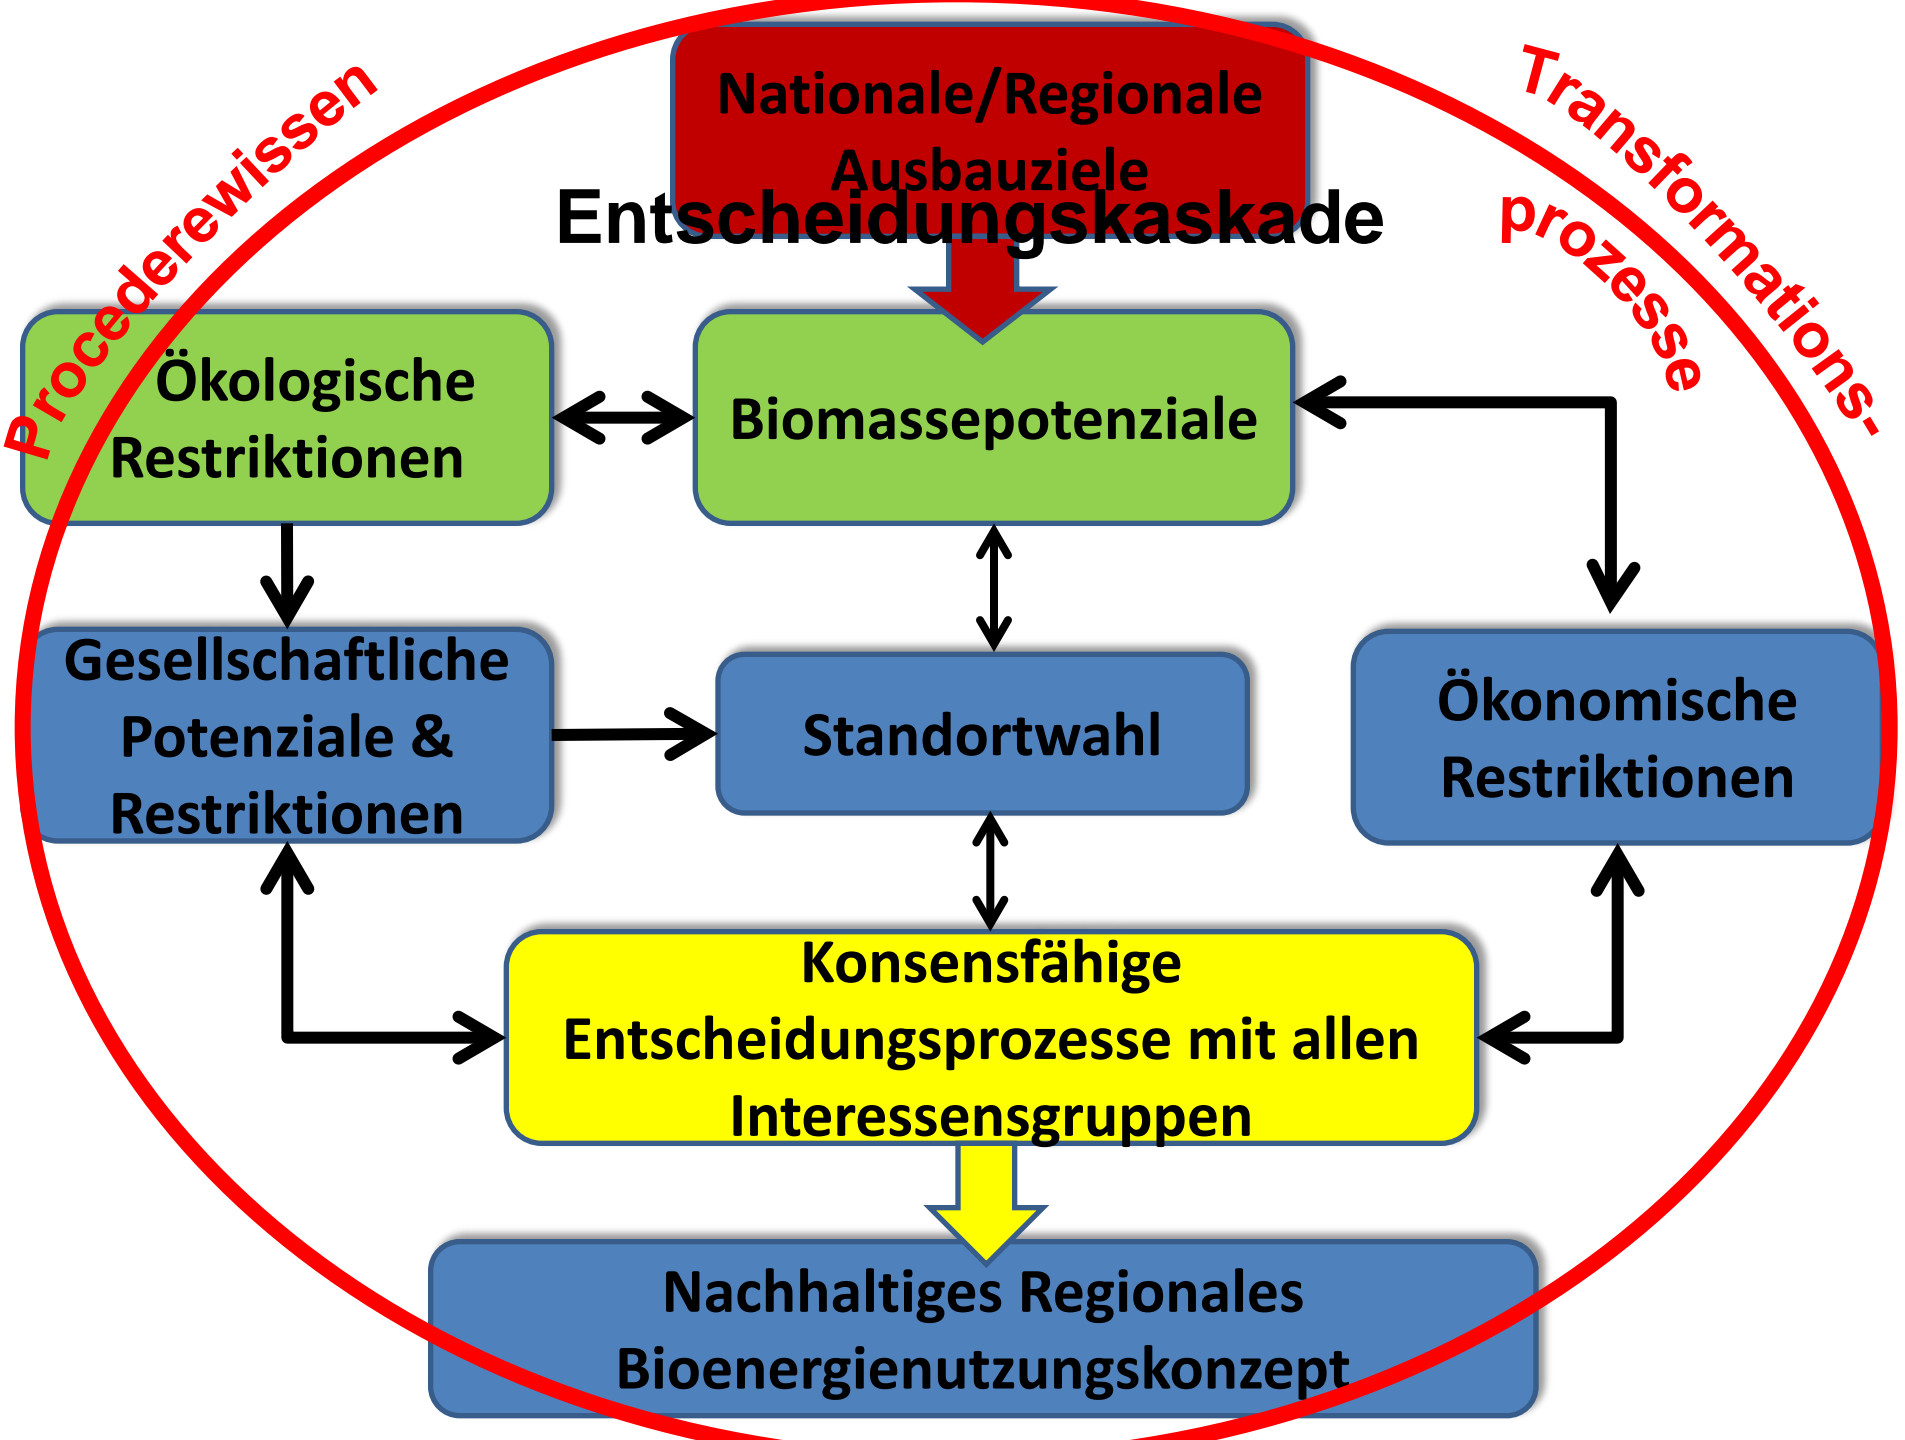 Procederewissen
Transformations-
prozesse
Nationale/Regionale
Ausbauziele
Entscheidungskaskade
Ökologische
Restriktionen
Biomassepotenziale
Gesellschaftliche
Potenziale &
Restriktionen
Standortwahl
Ökonomische
Restriktionen
Konsensfähige
Entscheidungsprozesse mit allen
Interessensgruppen
Nachhaltiges Regionales
Bioenergienutzungskonzept